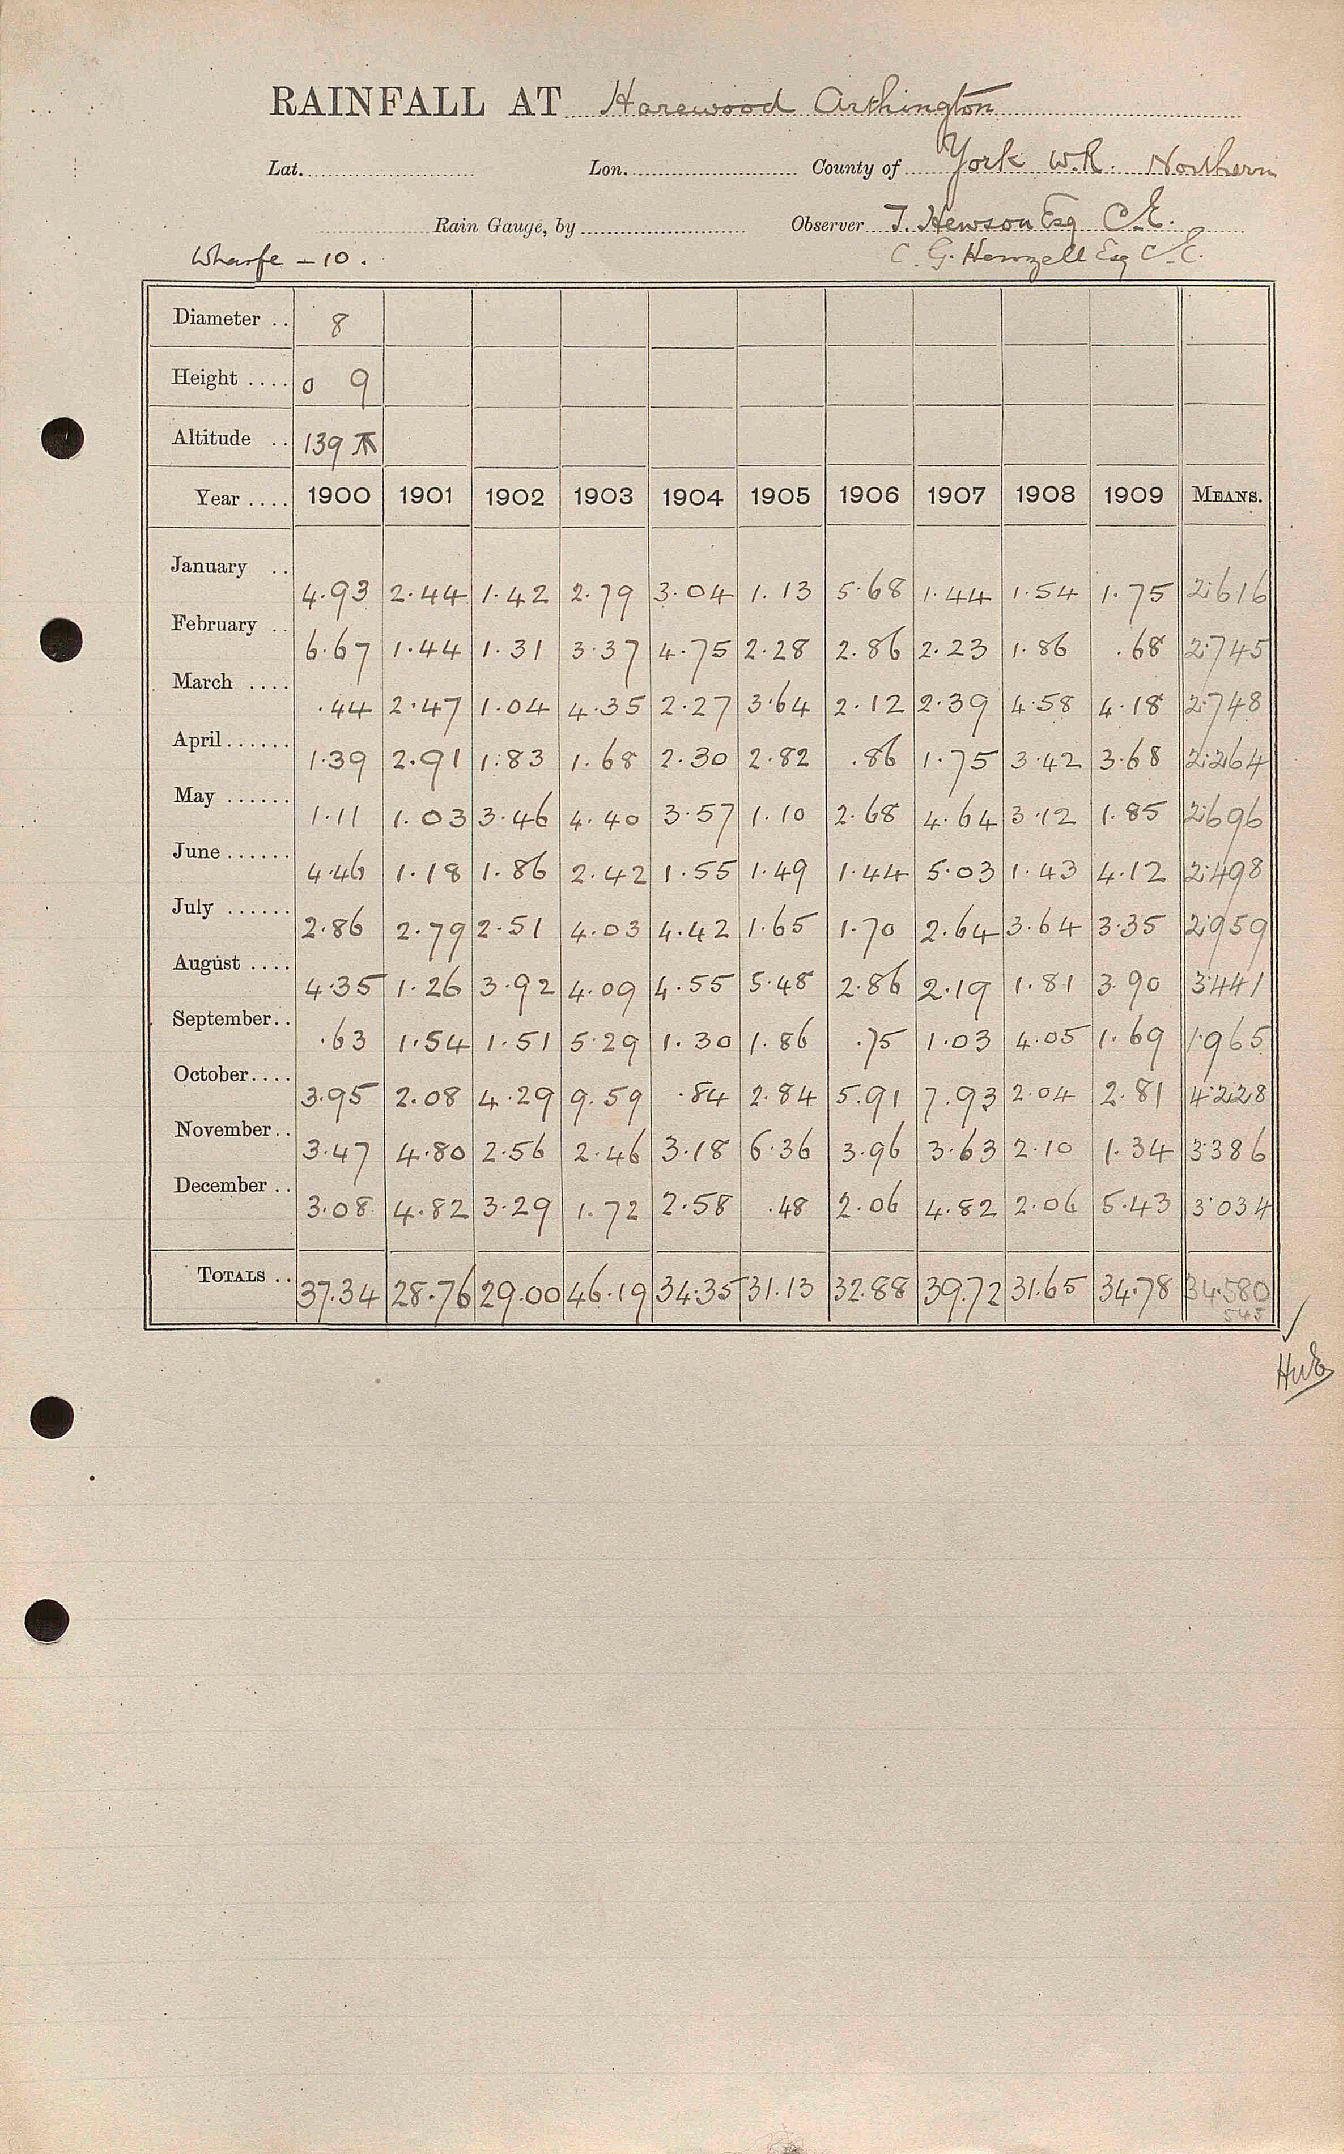 RAINFALL AT Harewood Arthington
Lat. Lon. County of York W.R. Northern
Rain Gauge, by Observer T. Hewson Esq C.E.
Wharfe - 10. C. G. Henzell Esq C.E.
Diameter .. 8
Height .... 0 9
Altitude .. 139
Year .... 1900 1901 1902 1903 1904 1905 1906 1907 1908 1909 MEANS.
January .. 4.93 2.44 1.42 2.79 3.04 1.13 5.68 1.44 1.54 1.75 2.616
February .. 6.67 1.44 1.31 3.37 4.75 2.28 2.86 2.23 1.86 .68 2.745
March .... .44 2.47 1.04 4.35 2.27 3.64 2.12 2.39 4.58 4.18 2.748
April...... 1.39 2.91 1.83 1.68 2.30 2.82 .86 1.75 3.42 3.68 2.264
May ...... 1.11 1.03 3.46 4.40 3.57 1.10 2.68 4.64 3.12 1.85 2.696
June...... 4.46 1.18 1.86 2.42 1.55 1.49 1.44 5.03 1.43 4.12 2.498
July ...... 2.86 2.79 2.51 4.03 4.42 1.65 1.70 2.64 3.64 3.35 2.959
August .... 4.35 1.26 3.92 4.09 4.55 5.48 2.86 2.19 1.81 3.90 3.441
September.. .63 1.54 1.51 5.29 1.30 1.86 .75 1.03 4.05 1.69 1.965
October.... 3.95 2.08 4.29 9.59 .84 2.84 5.91 7.93 2.04 2.81 4.228
November.. 3.47 4.80 2.56 2.46 3.18 6.36 3.96 3.63 2.10 1.34 3.386
December .. 3.08 4.82 3.29 1.72 2.58 .48 2.06 4.82 2.06 5.43 3.034
TOTALS .. 37.34 28.76 29.00 46.19 34.35 31.13 32.88 39.72 31.65 34.78 34.580